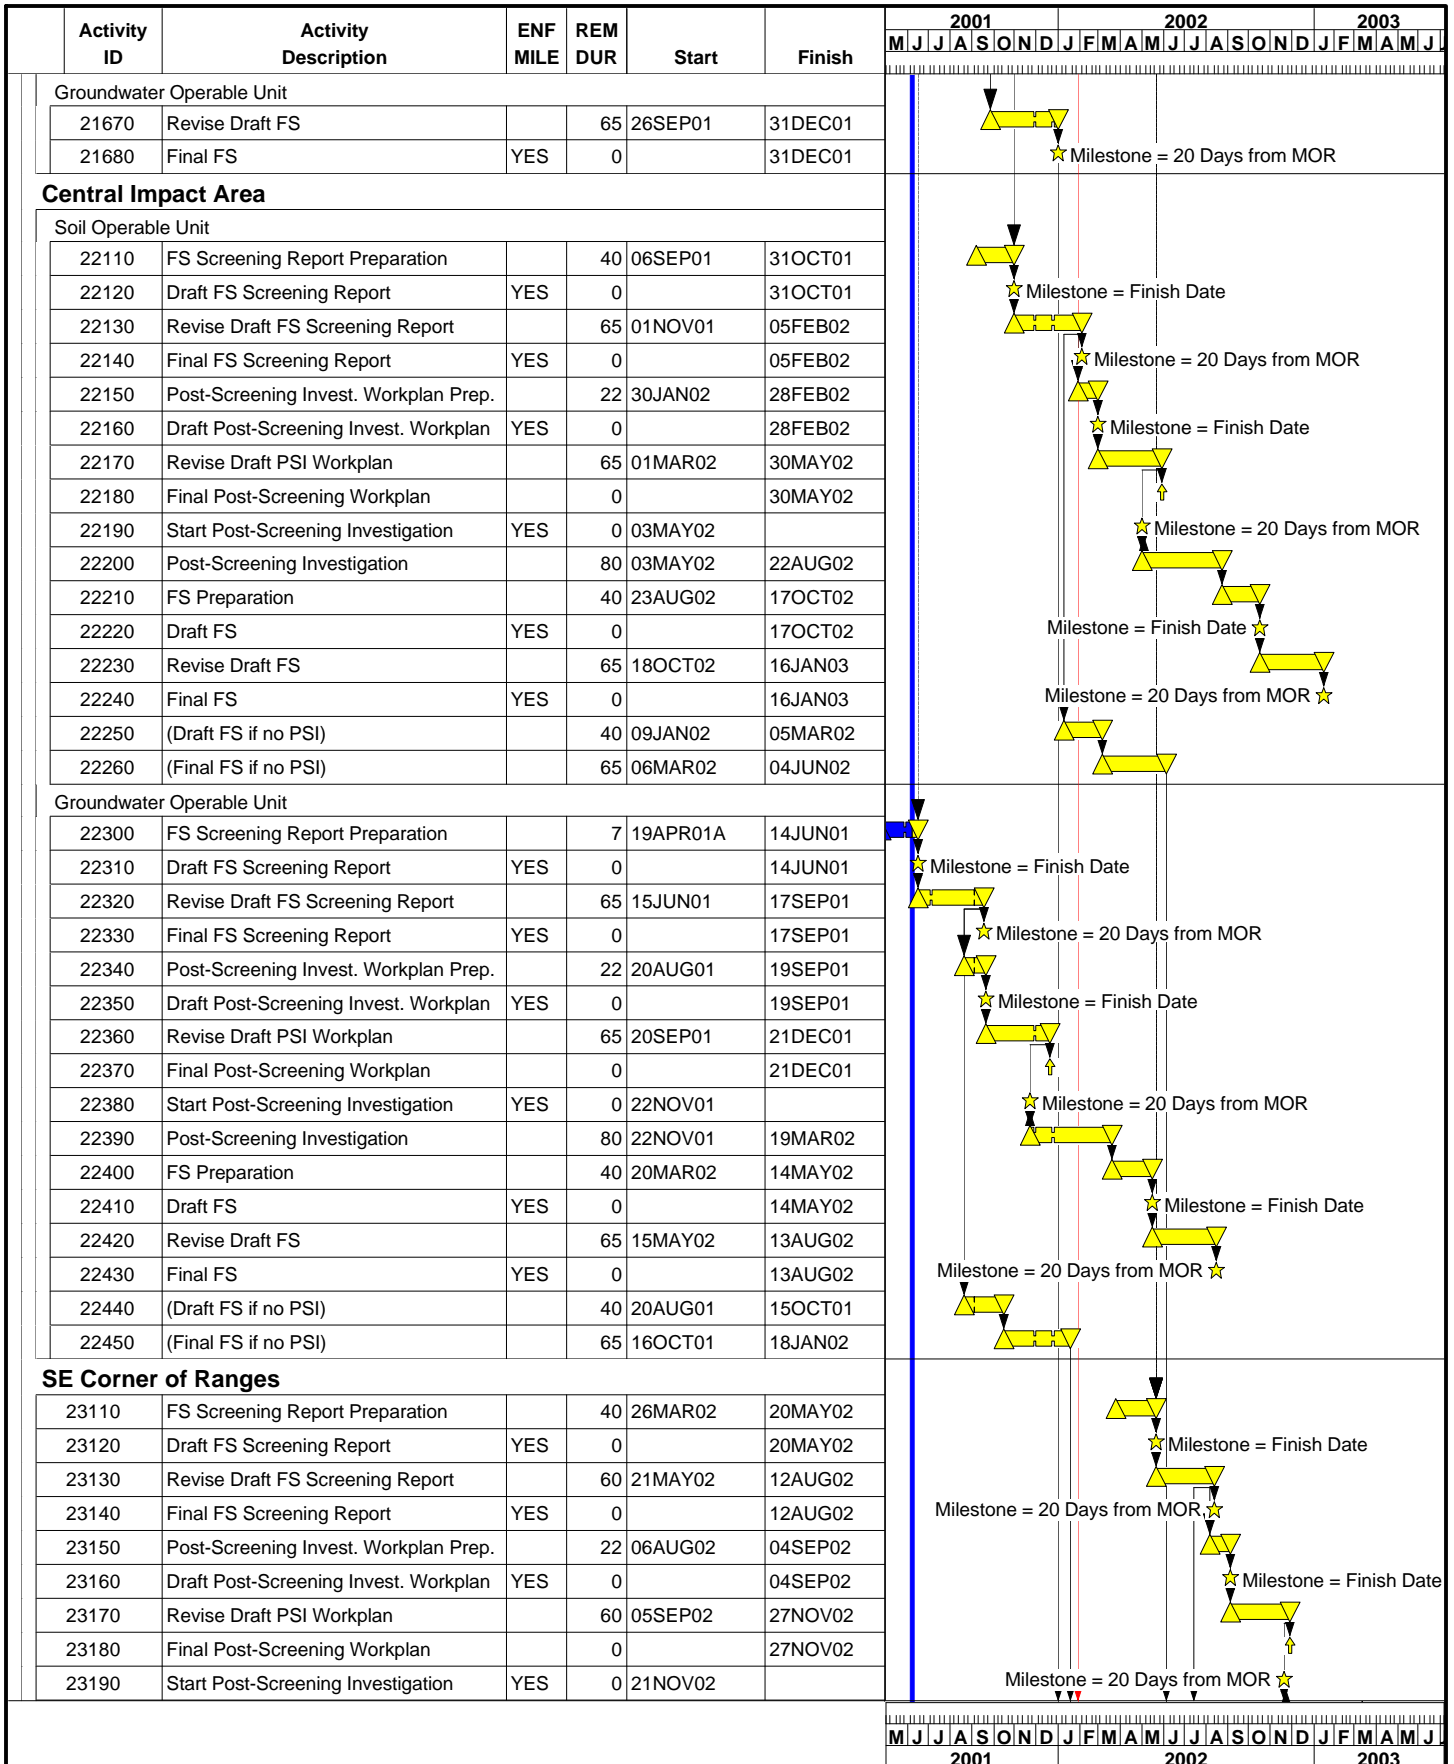 Activity ID Activity Description ENF MILE REM DUR Start Finish 2001 2002 2003
M J J A S O N D J F M A M J J A S O N D J F M A M J J
Groundwater Operable Unit
21670 Revise Draft FS 65 26SEP01 31DEC01
21680 Final FS YES 0 31DEC01 Milestone = 20 Days from MOR
Central Impact Area
Soil Operable Unit
22110 FS Screening Report Preparation 40 06SEP01 31OCT01
22120 Draft FS Screening Report YES 0 31OCT01 Milestone = Finish Date
22130 Revise Draft FS Screening Report 65 01NOV01 05FEB02
22140 Final FS Screening Report YES 0 05FEB02 Milestone = 20 Days from MOR
22150 Post-Screening Invest. Workplan Prep. 22 30JAN02 28FEB02
22160 Draft Post-Screening Invest. Workplan YES 0 28FEB02 Milestone = Finish Date
22170 Revise Draft PSI Workplan 65 01MAR02 30MAY02
22180 Final Post-Screening Workplan 0 30MAY02
22190 Start Post-Screening Investigation YES 0 03MAY02 Milestone = 20 Days from MOR
22200 Post-Screening Investigation 80 03MAY02 22AUG02
22210 FS Preparation 40 23AUG02 17OCT02
22220 Draft FS YES 0 17OCT02 Milestone = Finish Date
22230 Revise Draft FS 65 18OCT02 16JAN03
22240 Final FS YES 0 16JAN03 Milestone = 20 Days from MOR
22250 (Draft FS if no PSI) 40 09JAN02 05MAR02
22260 (Final FS if no PSI) 65 06MAR02 04JUN02
Groundwater Operable Unit
22300 FS Screening Report Preparation 7 19APR01A 14JUN01
22310 Draft FS Screening Report YES 0 14JUN01 Milestone = Finish Date
22320 Revise Draft FS Screening Report 65 15JUN01 17SEP01
22330 Final FS Screening Report YES 0 17SEP01 Milestone = 20 Days from MOR
22340 Post-Screening Invest. Workplan Prep. 22 20AUG01 19SEP01
22350 Draft Post-Screening Invest. Workplan YES 0 19SEP01 Milestone = Finish Date
22360 Revise Draft PSI Workplan 65 20SEP01 21DEC01
22370 Final Post-Screening Workplan 0 21DEC01
22380 Start Post-Screening Investigation YES 0 22NOV01 Milestone = 20 Days from MOR
22390 Post-Screening Investigation 80 22NOV01 19MAR02
22400 FS Preparation 40 20MAR02 14MAY02
22410 Draft FS YES 0 14MAY02 Milestone = Finish Date
22420 Revise Draft FS 65 15MAY02 13AUG02
22430 Final FS YES 0 13AUG02 Milestone = 20 Days from MOR
22440 (Draft FS if no PSI) 40 20AUG01 15OCT01
22450 (Final FS if no PSI) 65 16OCT01 18JAN02
SE Corner of Ranges
23110 FS Screening Report Preparation 40 26MAR02 20MAY02
23120 Draft FS Screening Report YES 0 20MAY02 Milestone = Finish Date
23130 Revise Draft FS Screening Report 60 21MAY02 12AUG02
23140 Final FS Screening Report YES 0 12AUG02 Milestone = 20 Days from MOR
23150 Post-Screening Invest. Workplan Prep. 22 06AUG02 04SEP02
23160 Draft Post-Screening Invest. Workplan YES 0 04SEP02 Milestone = Finish Date
23170 Revise Draft PSI Workplan 60 05SEP02 27NOV02
23180 Final Post-Screening Workplan 0 27NOV02
23190 Start Post-Screening Investigation YES 0 21NOV02 Milestone = 20 Days from MOR
M J J A S O N D J F M A M J J A S O N D J F M A M J J
2001 2002 2003